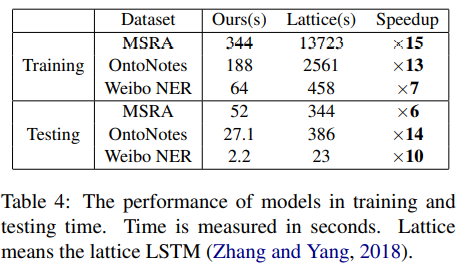 Dataset Ours(s) Lattice(s) Speedup
MSRA 344 13723 ×15
Training OntoNotes 188 2561 ×13
Weibo NER 64 458 ×7
MSRA 52 344 ×6
Testing OntoNotes 27.1 386 ×14
Weibo NER 2.2 23 ×10
Table 4: The performance of models in training and
testing time. Time is measured in seconds. Lattice
means the lattice LSTM (Zhang and Yang, 2018).